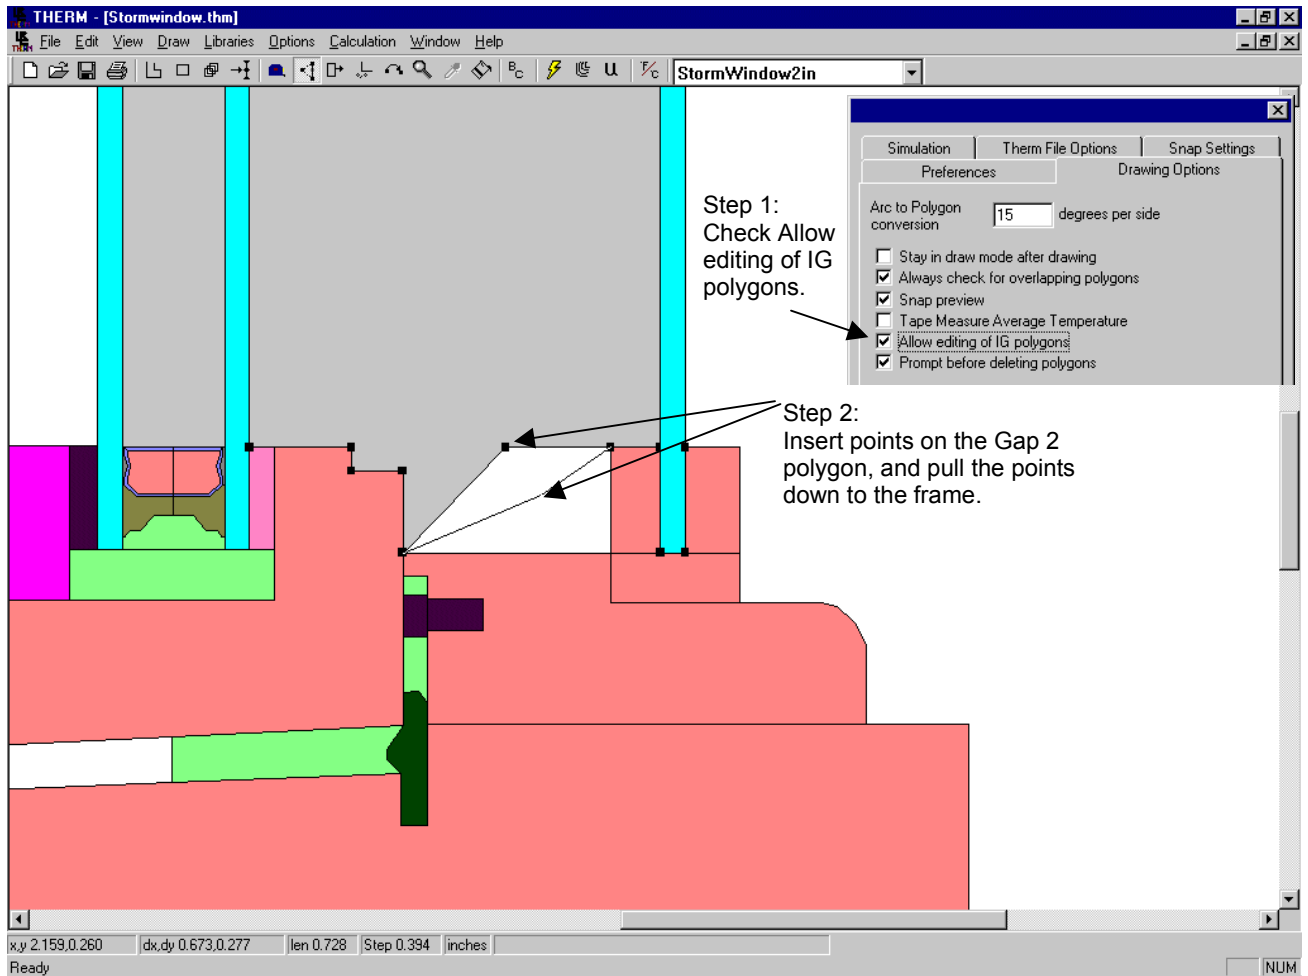 THERM - [Stormwindow.thm]
File Edit View Draw Libraries Options Calculation Window Help
BC U F/C StormWindow2in
Simulation Therm File Options Snap Settings
Preferences Drawing Options
Arc to Polygon
conversion
15 degrees per side
Stay in draw mode after drawing
Always check for overlapping polygons
Snap preview
Tape Measure Average Temperature
Allow editing of IG polygons
Prompt before deleting polygons
Step 1:
Check Allow
editing of IG
polygons.
Step 2:
Insert points on the Gap 2
polygon, and pull the points
down to the frame.
x,y 2.159,0.260 dx,dy 0.673,0.277 len 0.728 Step 0.394 inches
Ready NUM